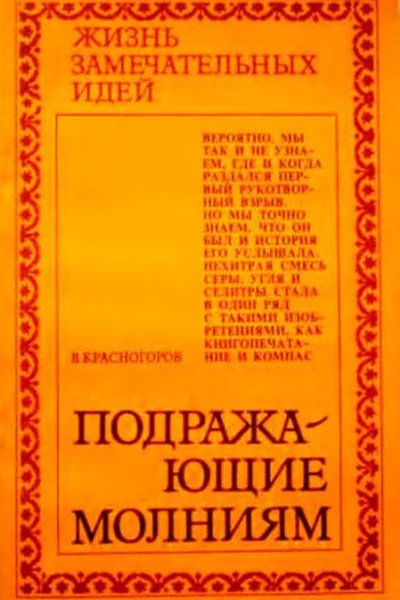 ЖИЗНЬ
ЗАМЕЧАТЕЛЬНЫХ
ИДЕЙ
ВЕРОЯТНО, МЫ
ТАК И НЕ УЗНА-
ЕМ, ГДЕ И КОГДА
РАЗДАЛСЯ ПЕР-
ВЫЙ РУКОТВОР-
НЫЙ ВЗРЫВ.
НО МЫ ТОЧНО
ЗНАЕМ, ЧТО ОН
БЫЛ И ИСТОРИЯ
ЕГО УСЛЫШАЛА.
НЕХИТРАЯ СМЕСЬ
СЕРЫ, УГЛЯ И
СЕЛИТРЫ СТАЛА
В ОДИН РЯД
С ТАКИМИ ИЗОБ-
РЕТЕНИЯМИ, КАК
КНИГОПЕЧАТА-
НИЕ И КОМПАС
В. КРАСНОГОРОВ
ПОДРАЖА-
ЮЩИЕ
МОЛНИЯМ